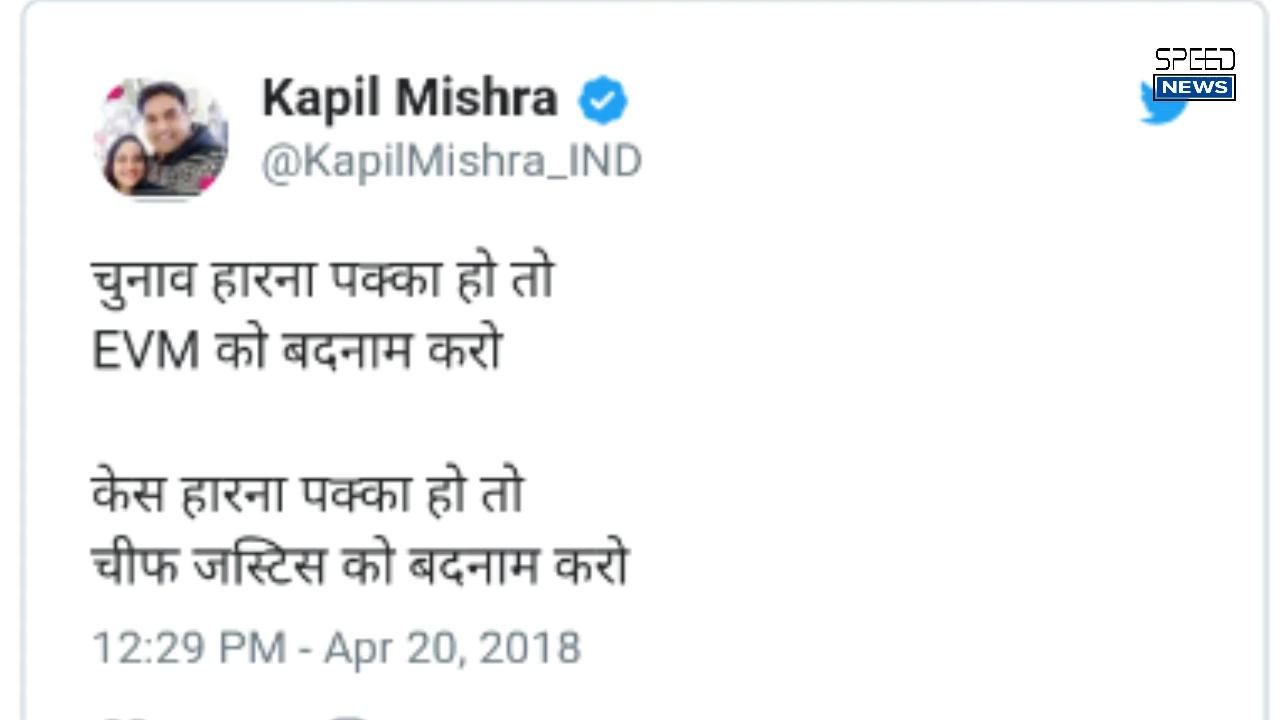 SPEED
NEWS
Kapil Mishra
@KapilMishra_IND
चुनाव हारना पक्का हो तो
EVM को बदनाम करो
केस हारना पक्का हो तो
चीफ जस्टिस को बदनाम करो
12:29 PM - Apr 20, 2018